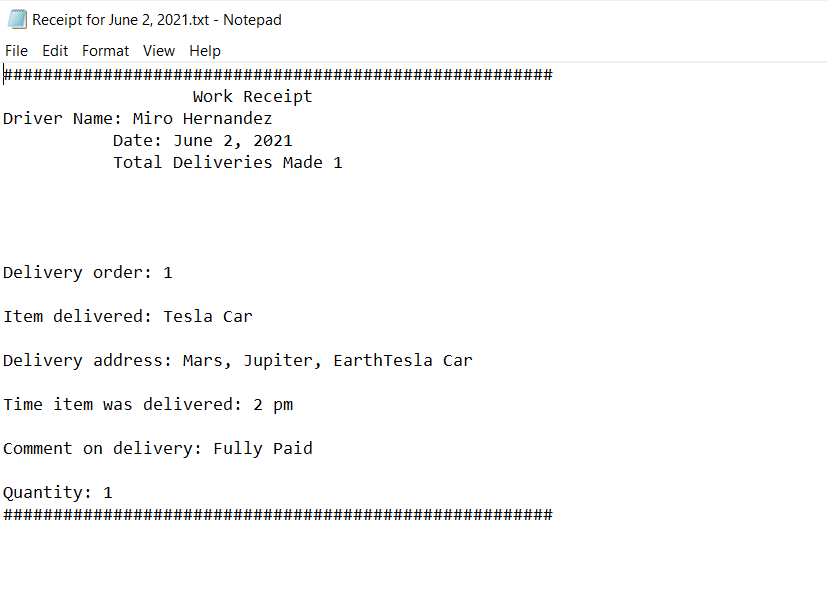 Receipt for June 2, 2021.txt - Notepad
File Edit Format View Help
#######################################################
Work Receipt
Driver Name: Miro Hernandez
Date: June 2, 2021
Total Deliveries Made 1
Delivery order: 1
Item delivered: Tesla Car
Delivery address: Mars, Jupiter, EarthTesla Car
Time item was delivered: 2 pm
Comment on delivery: Fully Paid
Quantity: 1
#######################################################